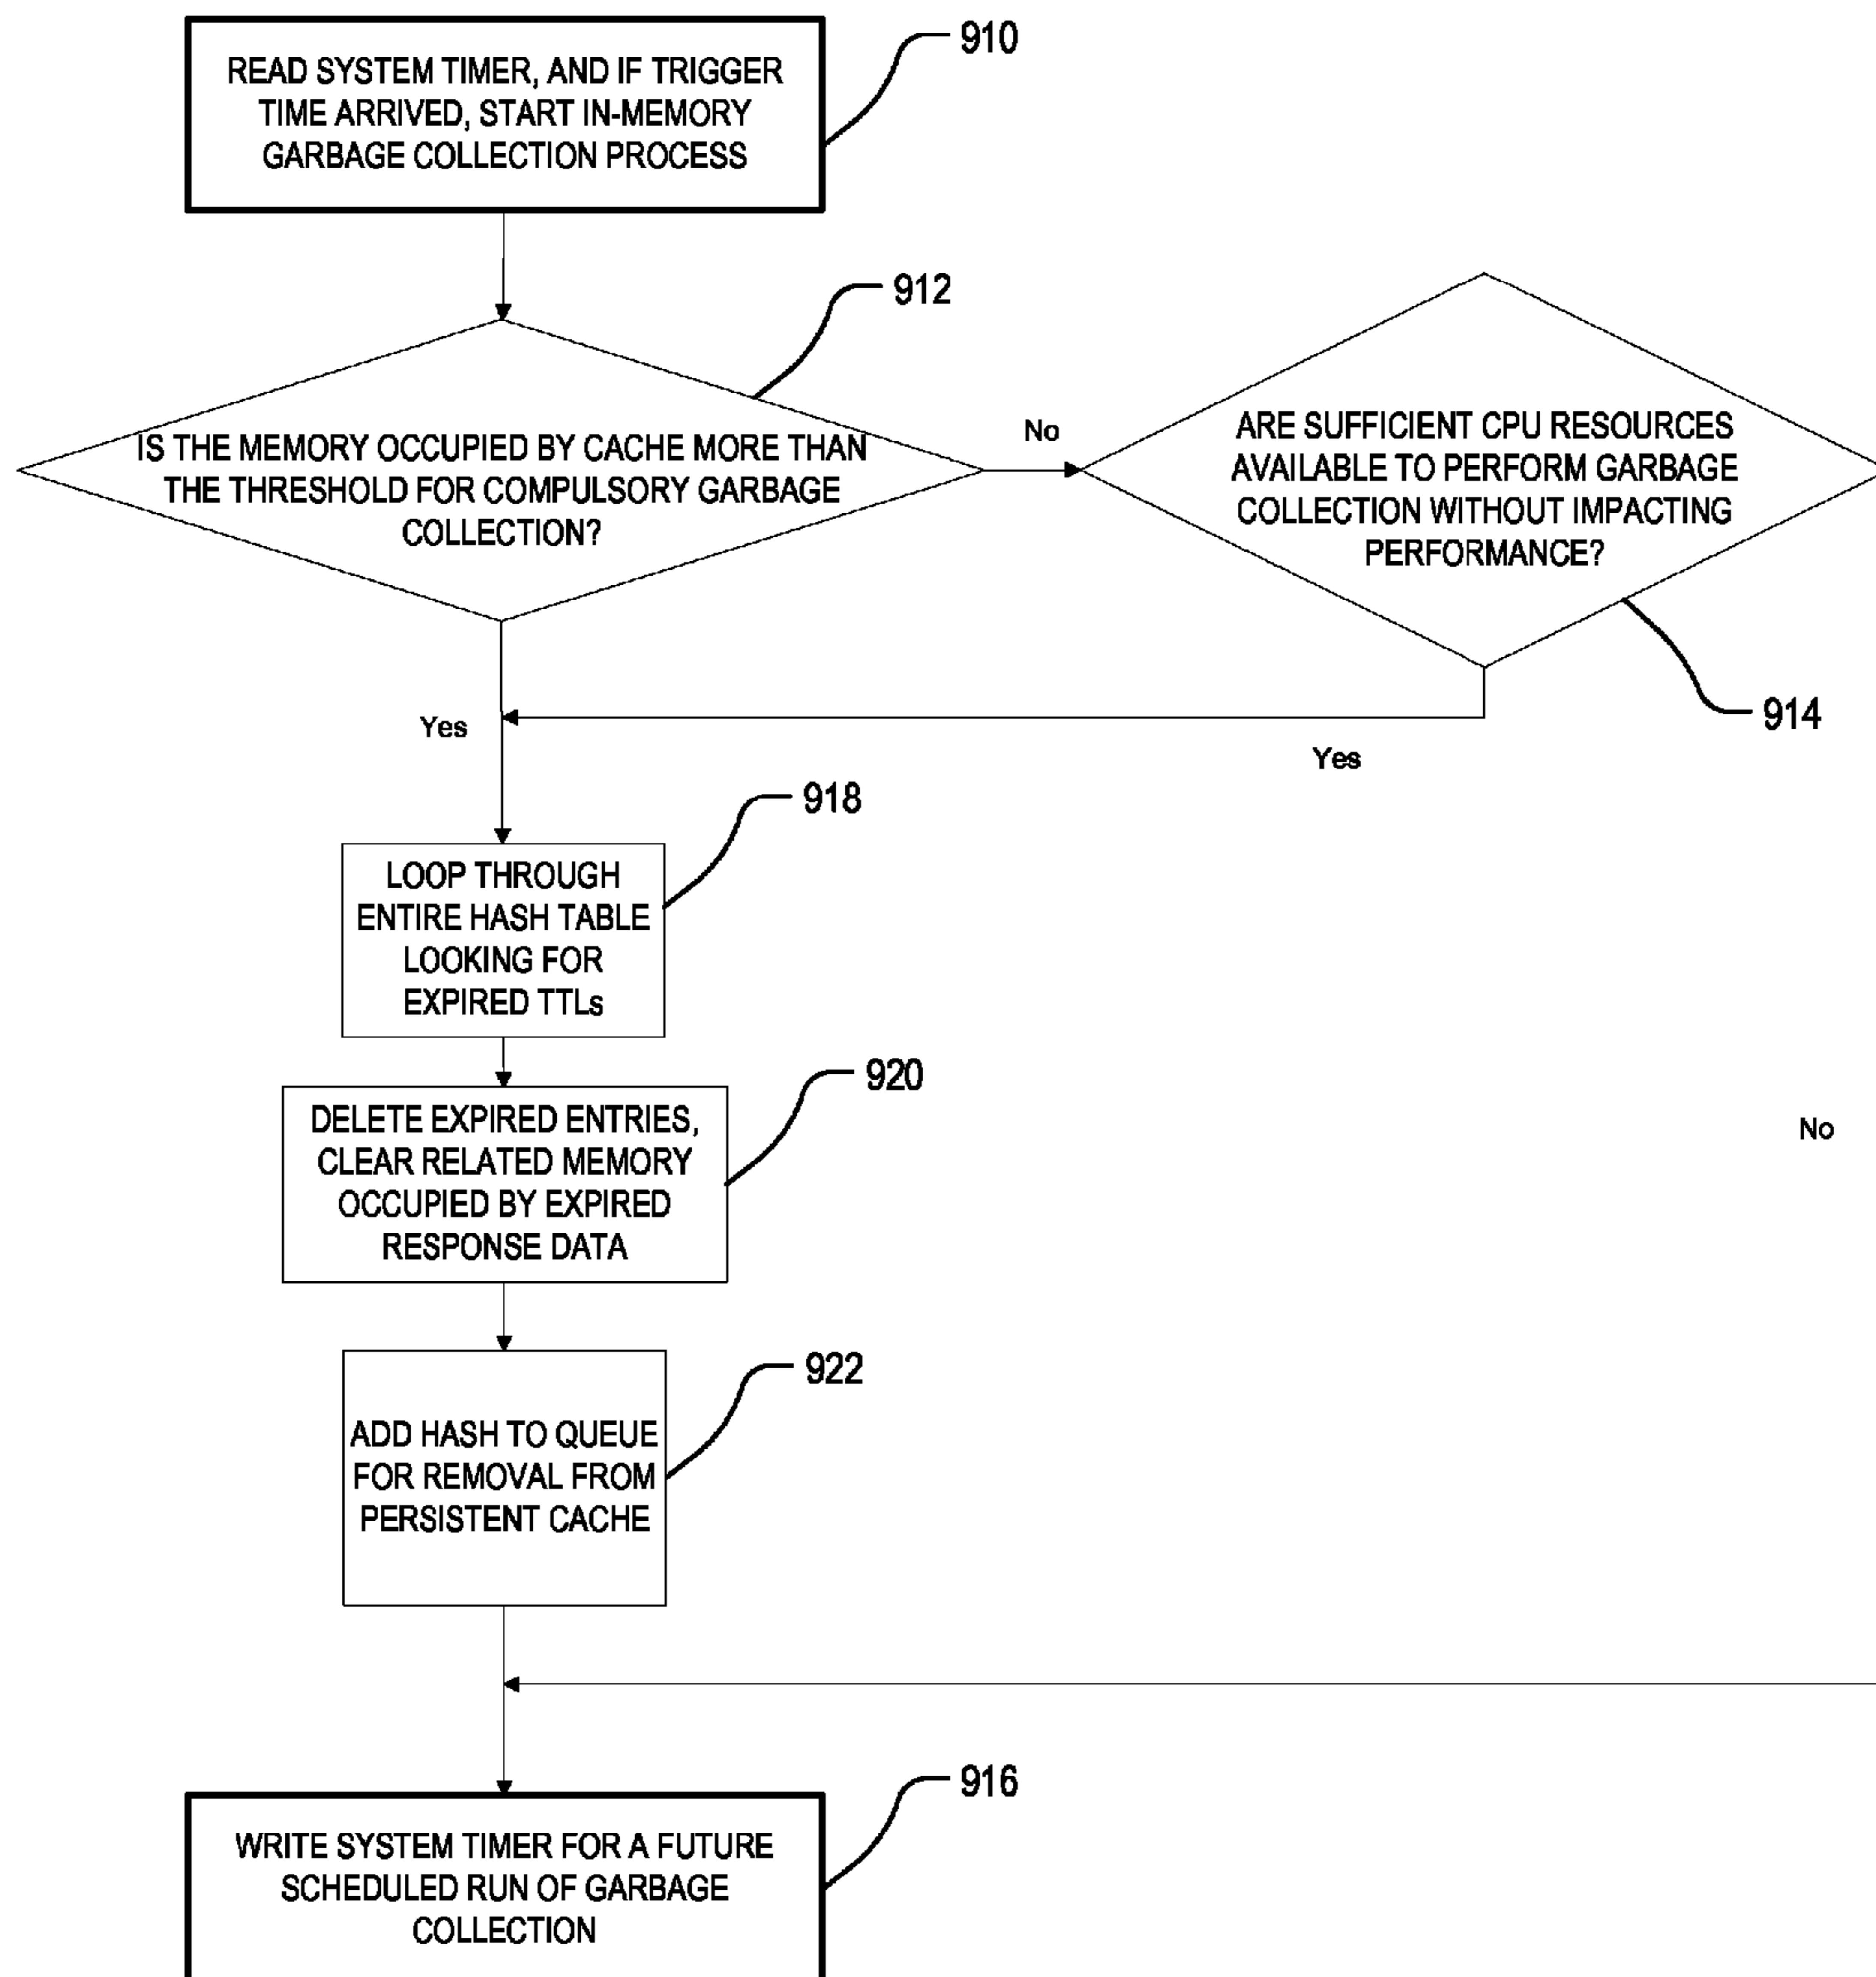 READ SYSTEM TIMER, AND IF TRIGGER
TIME ARRIVED, START IN-MEMORY
GARBAGE COLLECTION PROCESS
910
912
IS THE MEMORY OCCUPIED BY CACHE MORE THAN
THE THRESHOLD FOR COMPULSORY GARBAGE
COLLECTION?
No
ARE SUFFICIENT CPU RESOURCES
AVAILABLE TO PERFORM GARBAGE
COLLECTION WITHOUT IMPACTING
PERFORMANCE?
914
Yes
Yes
918
LOOP THROUGH
ENTIRE HASH TABLE
LOOKING FOR
EXPIRED TTLs
920
DELETE EXPIRED ENTRIES,
CLEAR RELATED MEMORY
OCCUPIED BY EXPIRED
RESPONSE DATA
No
922
ADD HASH TO QUEUE
FOR REMOVAL FROM
PERSISTENT CACHE
916
WRITE SYSTEM TIMER FOR A FUTURE
SCHEDULED RUN OF GARBAGE
COLLECTION